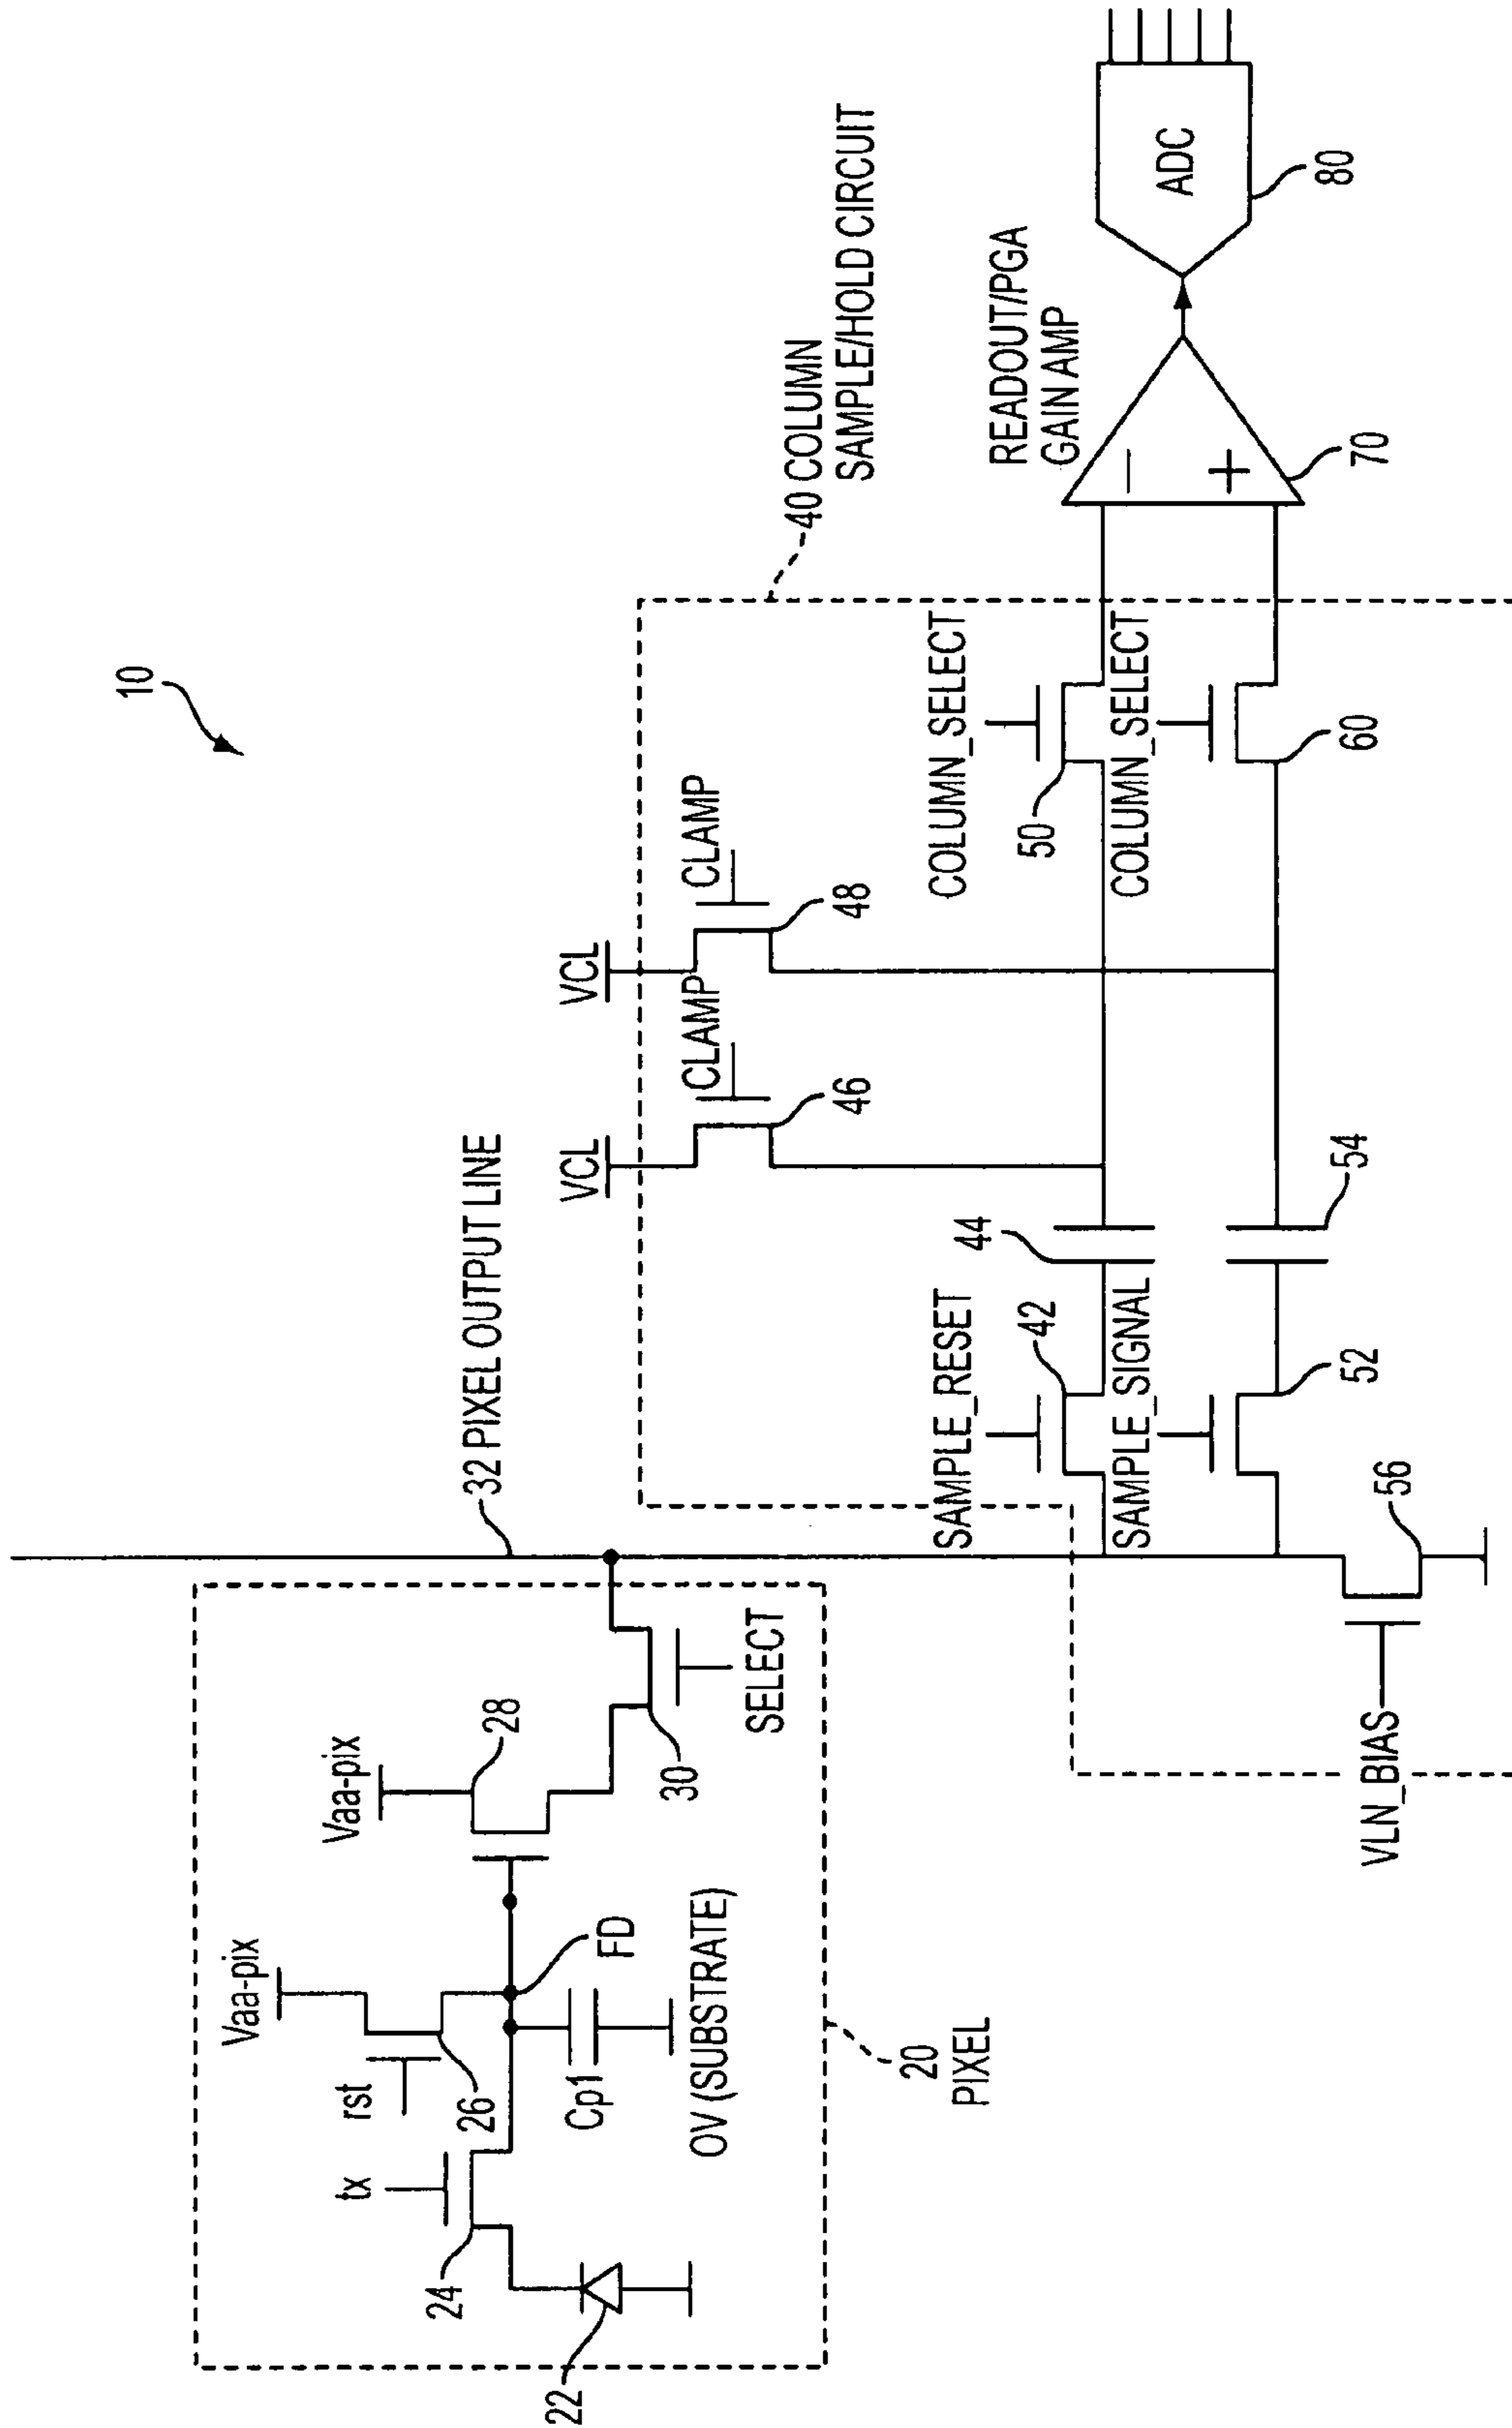 10
Vaa-pix
Vaa-pix
rst
tx
26
28
24
22
FD
Cp1
OV (SUBSTRATE)
30
SELECT
20
PIXEL
32 PIXEL OUTPUT LINE
VCL
VCL
CLAMP
CLAMP
46
48
40 COLUMN
SAMPLE/HOLD CIRCUIT
SAMPLE_RESET
42
44
SAMPLE_SIGNAL
52
54
COLUMN_SELECT
50
COLUMN_SELECT
60
VLN_BIAS
56
READOUT/PGA
GAIN AMP
−
+
70
ADC
80